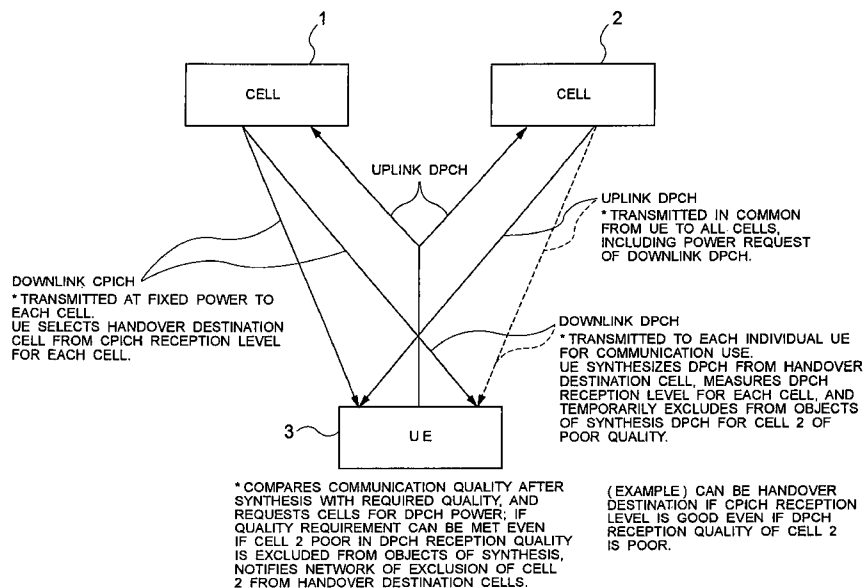 1
2
CELL
CELL
UPLINK DPCH
UPLINK DPCH
*TRANSMITTED IN COMMON
FROM UE TO ALL CELLS,
INCLUDING POWER REQUEST
OF DOWNLINK DPCH.
DOWNLINK CPICH
*TRANSMITTED AT FIXED POWER TO
EACH CELL.
UE SELECTS HANDOVER DESTINATION
CELL FROM CPICH RECEPTION LEVEL
FOR EACH CELL.
DOWNLINK DPCH
*TRANSMITTED TO EACH INDIVIDUAL UE
FOR COMMUNICATION USE.
UE SYNTHESIZES DPCH FROM HANDOVER
DESTINATION CELL, MEASURES DPCH
RECEPTION LEVEL FOR EACH CELL, AND
TEMPORARILY EXCLUDES FROM OBJECTS
OF SYNTHESIS DPCH FOR CELL 2 OF
POOR QUALITY.
3
UE
*COMPARES COMMUNICATION QUALITY AFTER
SYNTHESIS WITH REQUIRED QUALITY, AND
REQUESTS CELLS FOR DPCH POWER; IF
QUALITY REQUIREMENT CAN BE MET EVEN
IF CELL 2 POOR IN DPCH RECEPTION QUALITY
IS EXCLUDED FROM OBJECTS OF SYNTHESIS,
NOTIFIES NETWORK OF EXCLUSION OF CELL
2 FROM HANDOVER DESTINATION CELLS.
(EXAMPLE) CAN BE HANDOVER
DESTINATION IF CPICH RECEPTION
LEVEL IS GOOD EVEN IF DPCH
RECEPTION QUALITY OF CELL 2
IS POOR.